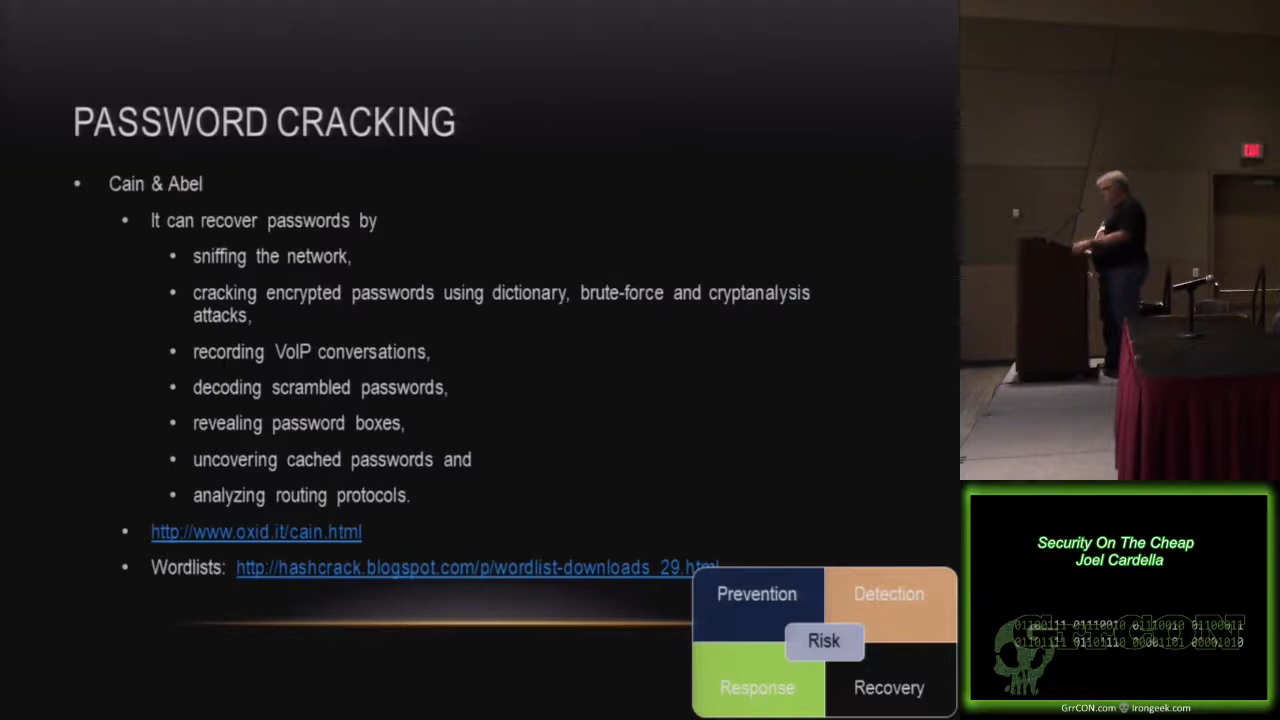 PASSWORD CRACKING
• Cain & Abel
• It can recover passwords by
• sniffing the network,
• cracking encrypted passwords using dictionary, brute-force and cryptanalysis
attacks,
• recording VoIP conversations,
• decoding scrambled passwords,
• revealing password boxes,
• uncovering cached passwords and
• analyzing routing protocols.
• http://www.oxid.it/cain.html
• Wordlists: http://hashcrack.blogspot.com/p/wordlist-downloads_29.html
Prevention
Detection
Risk
Response
Recovery
EXIT
Security On The Cheap
Joel Cardella
GrrCON
GrrCON.com Irongeek.com